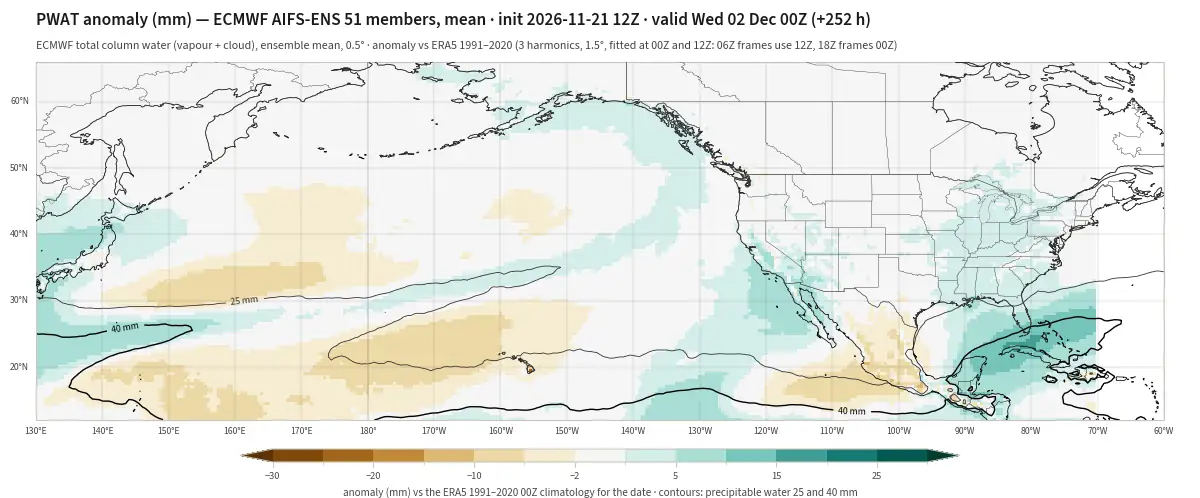 PWAT anomaly (mm) — ECMWF AIFS-ENS 51 members, mean · init 2026-11-21 12Z · valid Wed 02 Dec 00Z (+252 h)
ECMWF total column water (vapour + cloud), ensemble mean, 0.5° · anomaly vs ERA5 1991–2020 (3 harmonics, 1.5°, fitted at 00Z and 12Z: 06Z frames use 12Z, 18Z frames 00Z)
60°N
50°N
40°N
30°N
20°N
25 mm
40 mm
40 mm
130°E 140°E 150°E 160°E 170°E 180° 170°W 160°W 150°W 140°W 130°W 120°W 110°W 100°W 90°W 80°W 70°W 60°W
−30 −20 −10 −2 5 15 25
anomaly (mm) vs the ERA5 1991–2020 00Z climatology for the date · contours: precipitable water 25 and 40 mm